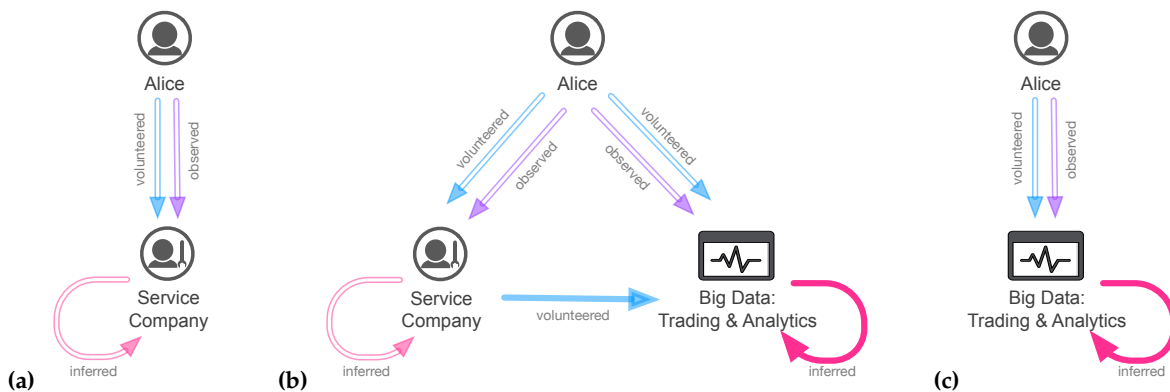 Alice
volunteered
observed
Service
Company
inferred
(a)
Alice
volunteered
observed
observed
volunteered
Service
Company
volunteered
Big Data:
Trading & Analytics
inferred
inferred
(b)
Alice
volunteered
observed
Big Data:
Trading & Analytics
inferred
(c)